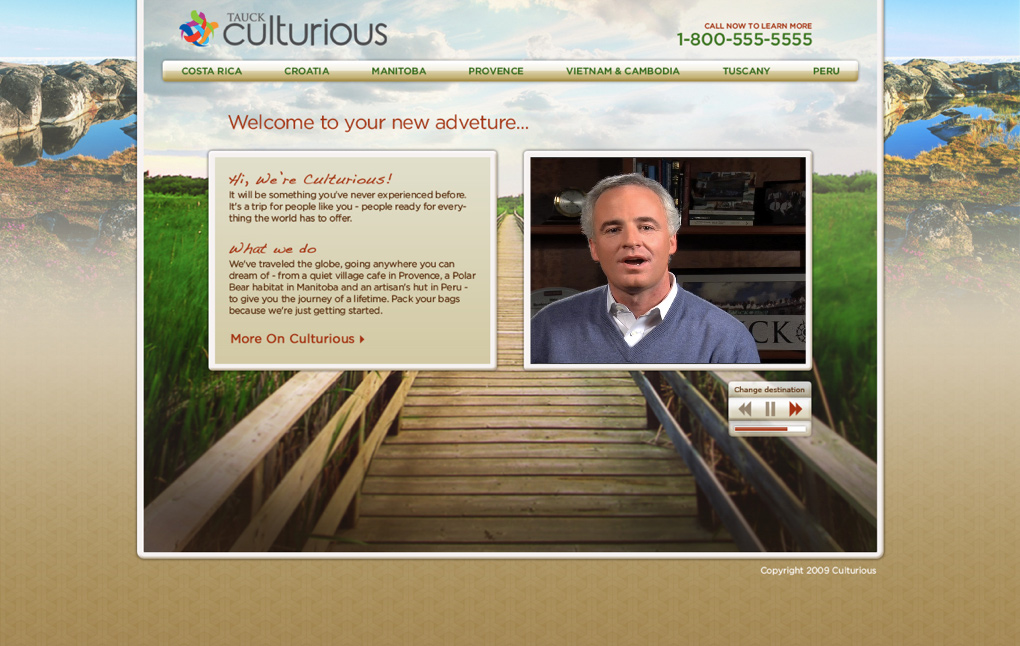 TAUCK
culturious
CALL NOW TO LEARN MORE
1-800-555-5555
COSTA RICA CROATIA MANITOBA PROVENCE VIETNAM & CAMBODIA TUSCANY PERU
Welcome to your new adveture...
Hi, We're Culturious!
It will be something you've never experienced before.
It's a trip for people like you - people ready for every-
thing the world has to offer.
What we do
We've traveled the globe, going anywhere you can
dream of - from a quiet village cafe in Provence, a Polar
Bear habitat in Manitoba and an artisan's hut in Peru -
to give you the journey of a lifetime. Pack your bags
because we're just getting started.
More On Culturious
CK
Change destination
Copyright 2009 Culturious